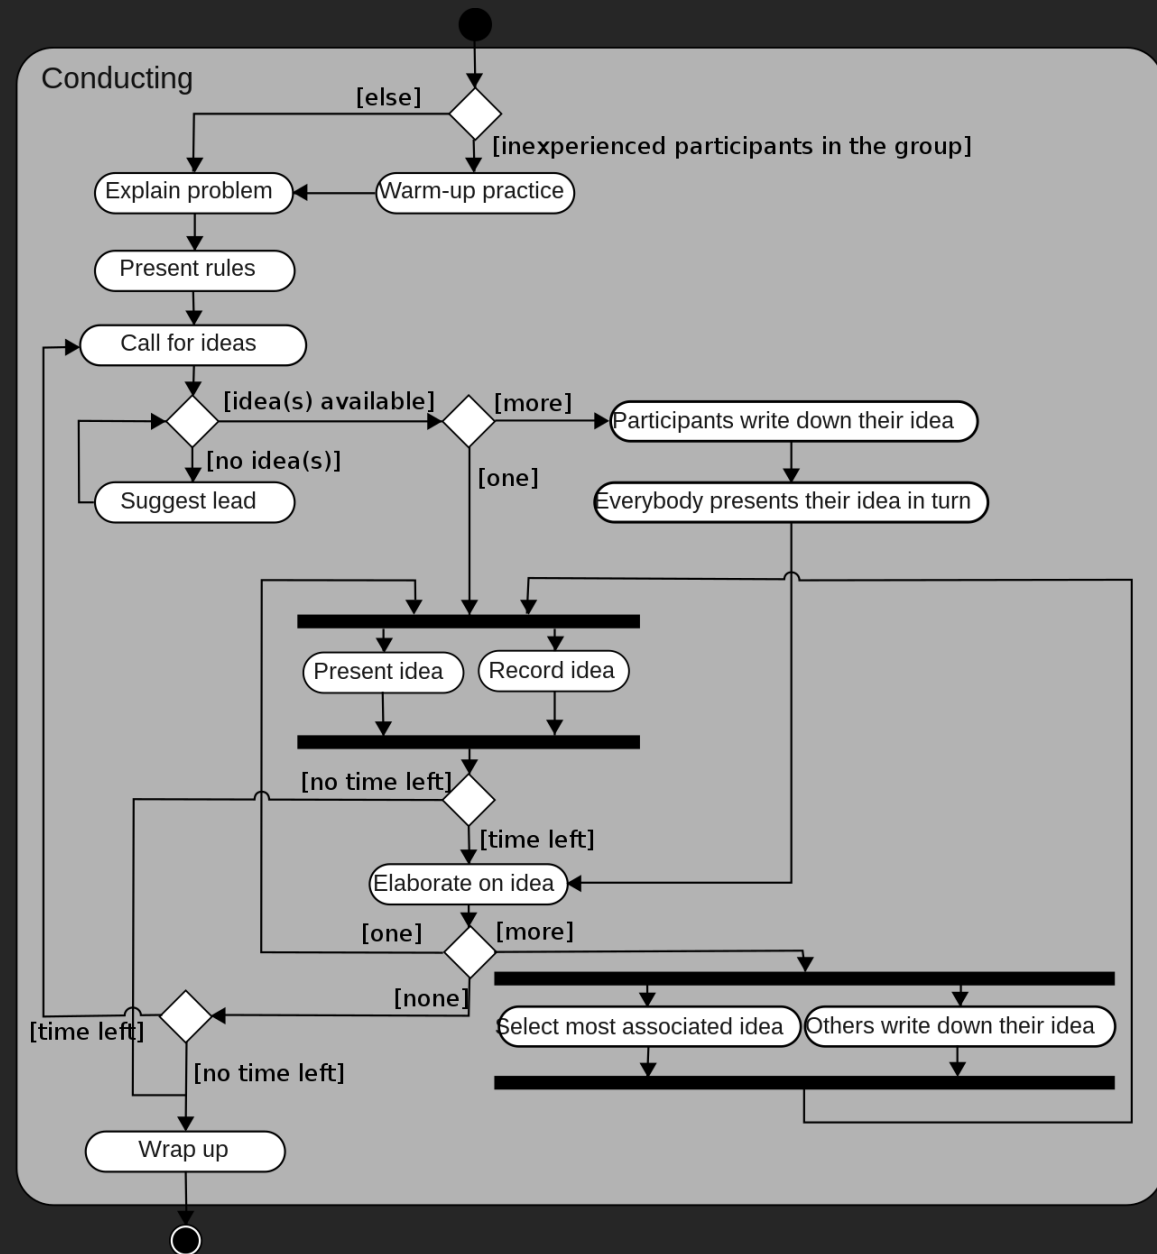 Conducting
[else]
[inexperienced participants in the group]
Explain problem
Warm-up practice
Present rules
Call for ideas
[idea(s) available]
[more]
Participants write down their idea
[no idea(s)]
[one]
Suggest lead
Everybody presents their idea in turn
Present idea
Record idea
[no time left]
[time left]
Elaborate on idea
[one]
[more]
[none]
Select most associated idea
Others write down their idea
[time left]
[no time left]
Wrap up